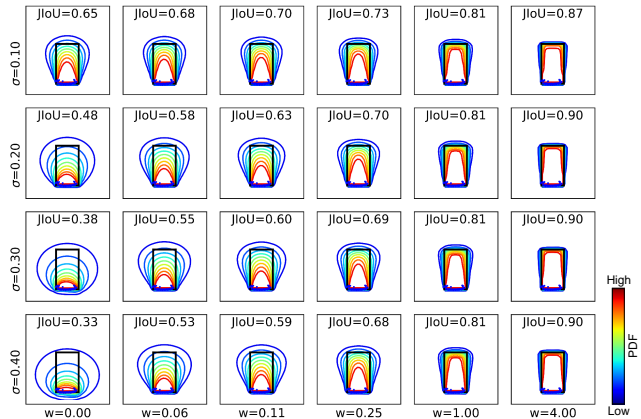 JIoU=0.65 JIoU=0.68 JIoU=0.70 JIoU=0.73 JIoU=0.81 JIoU=0.87
σ=0.10
JIoU=0.48 JIoU=0.58 JIoU=0.63 JIoU=0.70 JIoU=0.81 JIoU=0.90
σ=0.20
JIoU=0.38 JIoU=0.55 JIoU=0.60 JIoU=0.69 JIoU=0.81 JIoU=0.90
σ=0.30
High
JIoU=0.33 JIoU=0.53 JIoU=0.59 JIoU=0.68 JIoU=0.81 JIoU=0.90
σ=0.40
PDF
Low
w=0.00 w=0.06 w=0.11 w=0.25 w=1.00 w=4.00